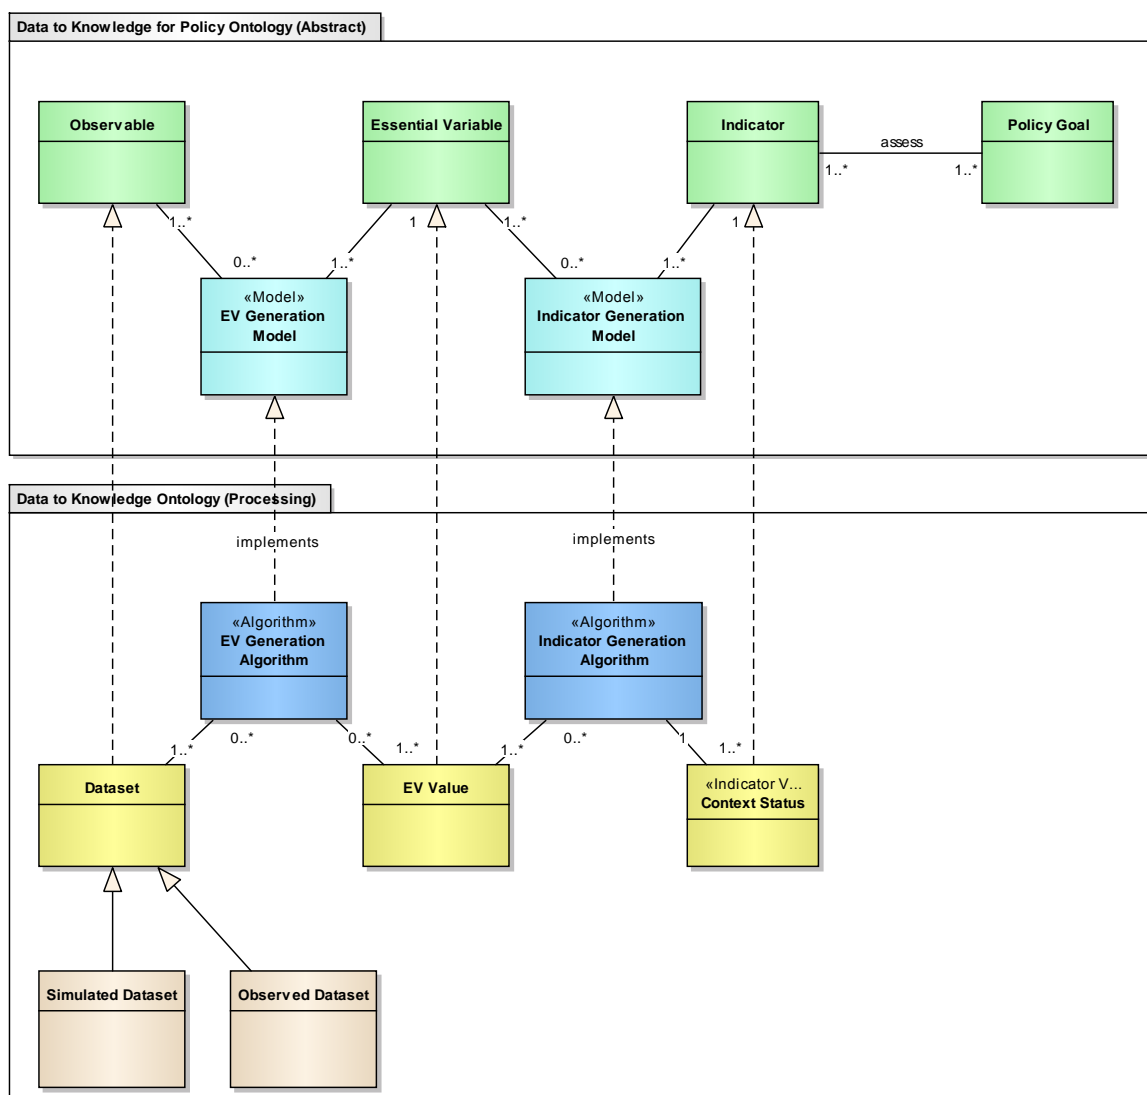 Data to Knowledge for Policy Ontology (Abstract)
Observable
Essential Variable
Indicator
Policy Goal
assess
1..*
1..*
1..*
0..*
1..*
1
1..*
0..*
1..*
1
«Model»
EV Generation
Model
«Model»
Indicator Generation
Model
Data to Knowledge Ontology (Processing)
implements
implements
«Algorithm»
EV Generation
Algorithm
«Algorithm»
Indicator Generation
Algorithm
1..*
0..*
0..*
1..*
1..*
0..*
1
1..*
Dataset
EV Value
«Indicator V...
Context Status
Simulated Dataset
Observed Dataset